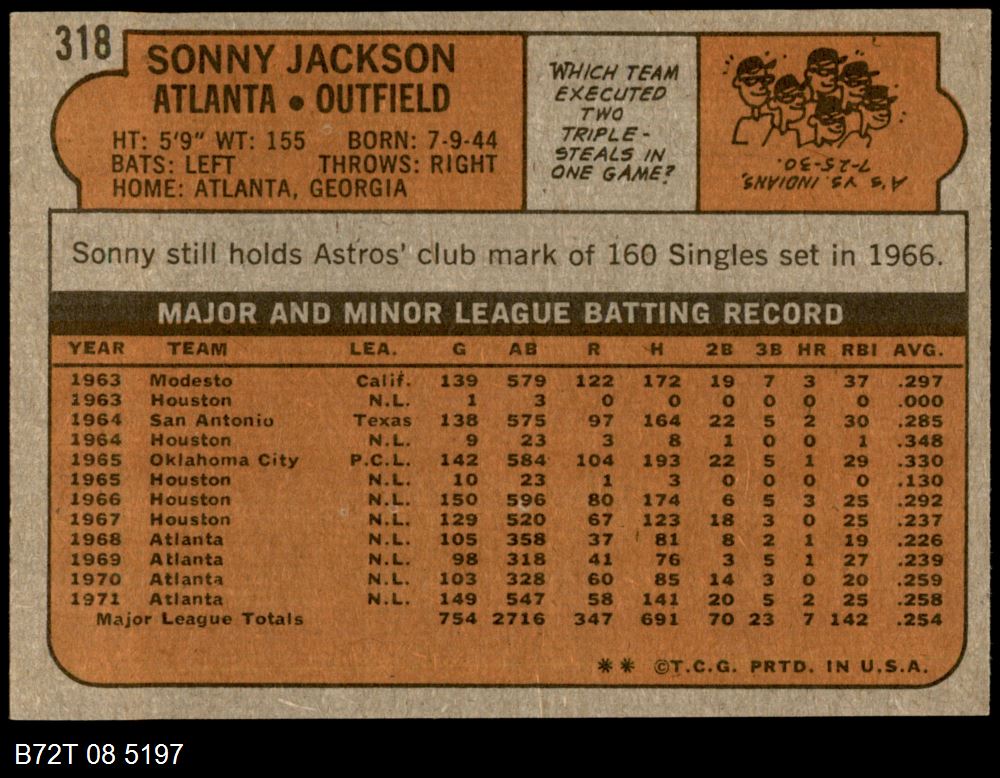 318
SONNY JACKSON
ATLANTA • OUTFIELD
HT: 5'9" WT: 155 BORN: 7-9-44
BATS: LEFT THROWS: RIGHT
HOME: ATLANTA, GEORGIA
WHICH TEAM
EXECUTED
TWO
TRIPLE-
STEALS IN
ONE GAME?
A'S VS. INDIANS,
7-25-30.
Sonny still holds Astros' club mark of 160 Singles set in 1966.
MAJOR AND MINOR LEAGUE BATTING RECORD
YEAR TEAM LEA. G AB R H 2B 3B HR RBI AVG.
1963 Modesto Calif. 139 579 122 172 19 7 3 37 .297
1963 Houston N.L. 1 3 0 0 0 0 0 0 .000
1964 San Antonio Texas 138 575 97 164 22 5 2 30 .285
1964 Houston N.L. 9 23 3 8 1 0 0 1 .348
1965 Oklahoma City P.C.L. 142 584 104 193 22 5 1 29 .330
1965 Houston N.L. 10 23 1 3 0 0 0 0 .130
1966 Houston N.L. 150 596 80 174 6 5 3 25 .292
1967 Houston N.L. 129 520 67 123 18 3 0 25 .237
1968 Atlanta N.L. 105 358 37 81 8 2 1 19 .226
1969 Atlanta N.L. 98 318 41 76 3 5 1 27 .239
1970 Atlanta N.L. 103 328 60 85 14 3 0 20 .259
1971 Atlanta N.L. 149 547 58 141 20 5 2 25 .258
Major League Totals 754 2716 347 691 70 23 7 142 .254
** ©T.C.G. PRTD. IN U.S.A.
B72T 08 5197